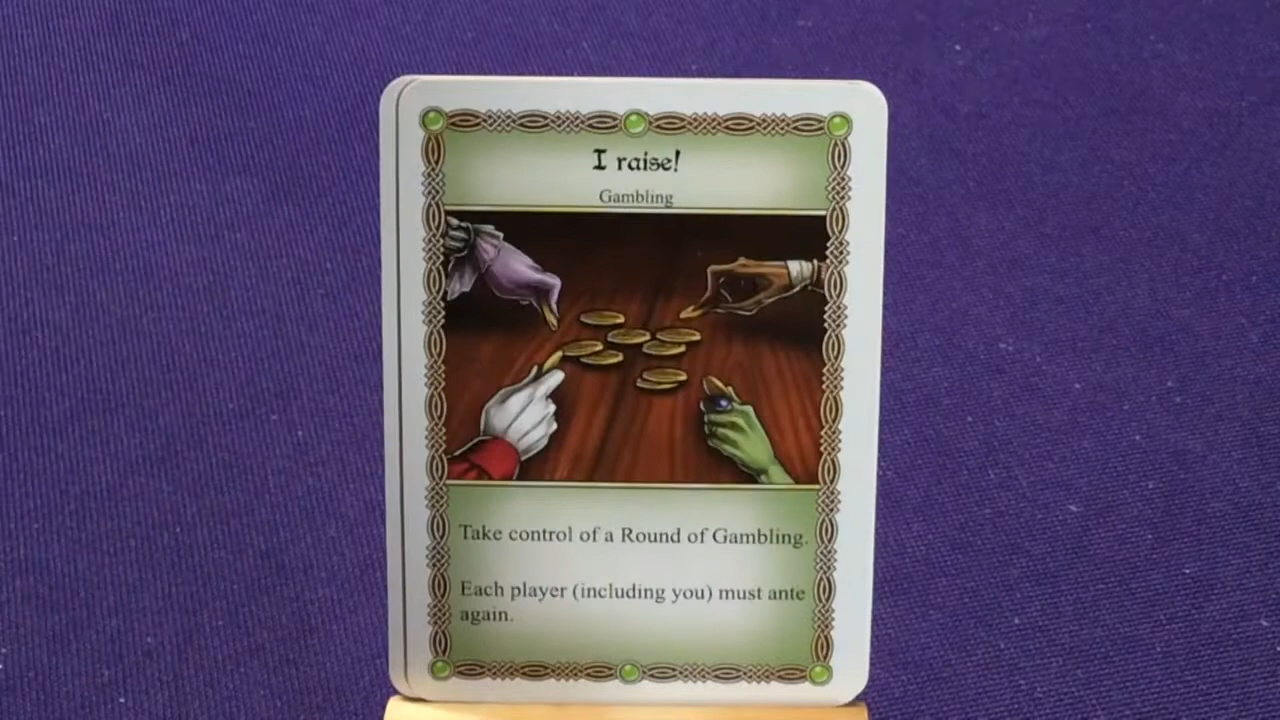 I raise!
Gambling
Take control of a Round of Gambling.
Each player (including you) must ante
again.